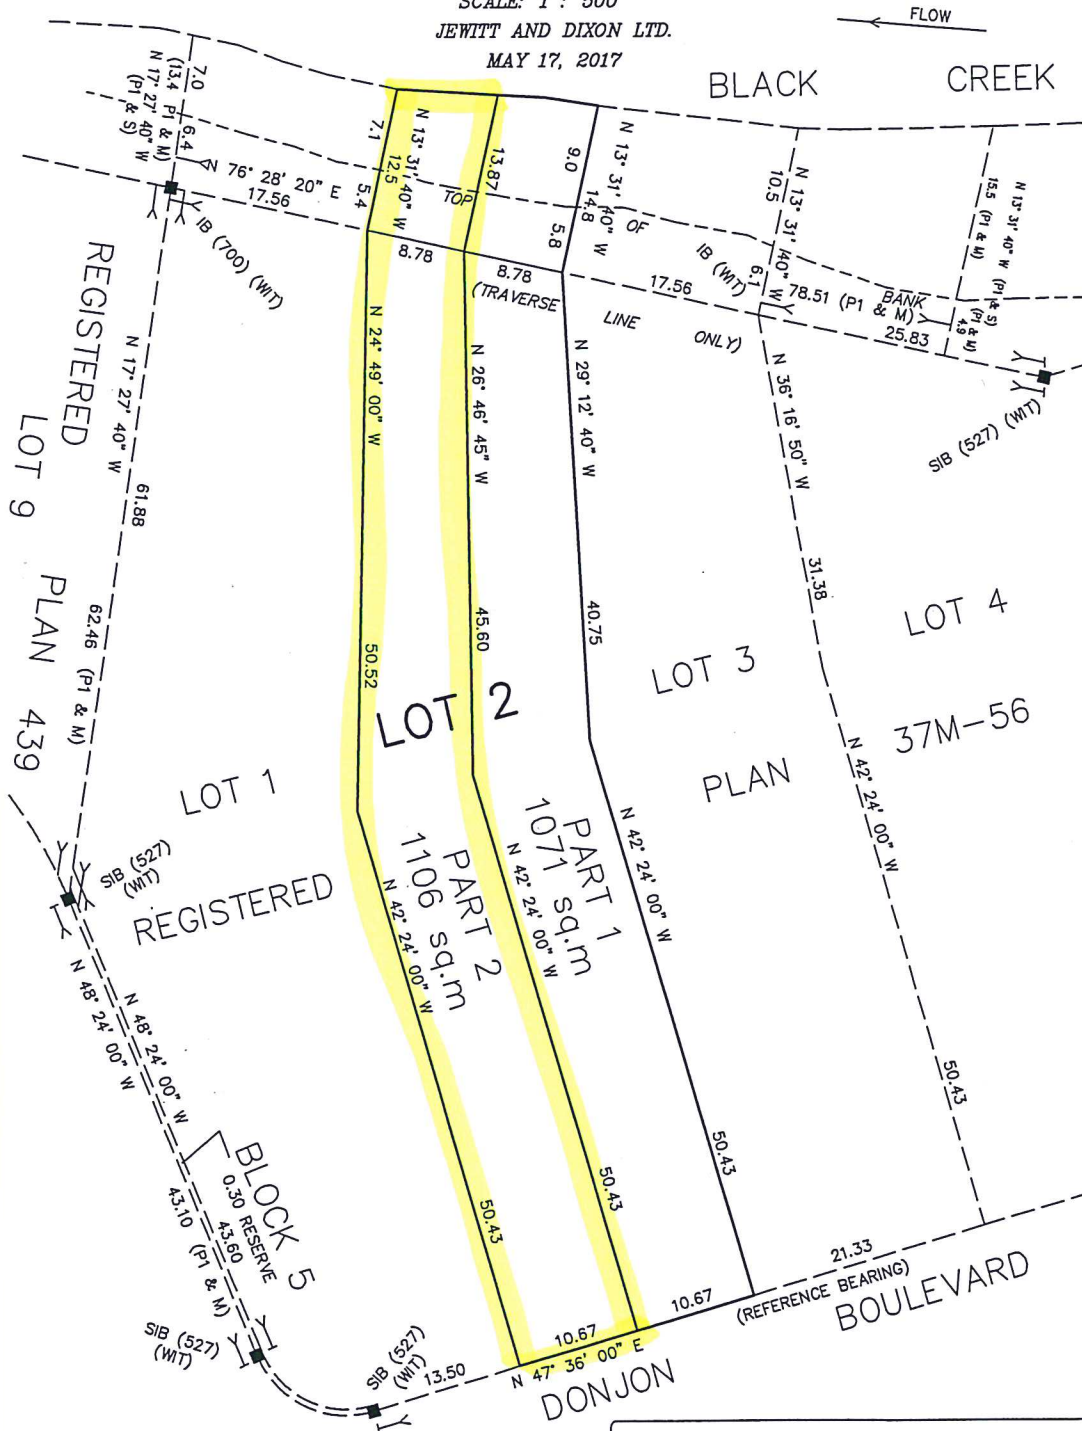 SCALE: 1 : 500
JEWITT AND DIXON LTD.
MAY 17, 2017
FLOW
BLACK CREEK
7.0
6.4
N 17° 27' 40" W
(13.4 P1 & M)
(P1 & S)
N 76° 28' 20" E
17.56
IB (700) (WIT)
7.1
5.4
N 13° 31' 40" W
12.5
13.87
TOP OF BANK
9.0
5.8
N 13° 31' 40" W
14.8
N 13° 31' 40" W
10.5
6.1
IB (WIT)
N 13° 31' 40" W (P1 & S)
15.5 (P1 & M)
4.9 (P1 & M)
8.78
8.78
(TRAVERSE LINE ONLY)
17.56
78.51 (P1 & M)
25.83
SIB (527) (WIT)
REGISTERED
LOT 9 PLAN 439
N 17° 27' 40" W
61.88
62.46 (P1 & M)
N 24° 49' 00" W
50.52
N 26° 46' 45" W
45.60
N 29° 12' 40" W
40.75
N 36° 16' 50" W
31.38
LOT 1
LOT 2
LOT 3
LOT 4
REGISTERED
PLAN
37M-56
PART 2
1106 sq.m
PART 1
1071 sq.m
N 42° 24' 00" W
50.43
N 42° 24' 00" W
50.43
N 42° 24' 00" W
50.43
N 42° 24' 00" W
50.43
SIB (527)
(WIT)
N 48° 24' 00" W
N 48° 24' 00" W
BLOCK 5
0.30 RESERVE
43.60
43.10 (P1 & M)
SIB (527)
(WIT)
SIB (527)
(WIT)
13.50
10.67
N 47° 36' 00" E
10.67
21.33
(REFERENCE BEARING)
DONJON BOULEVARD